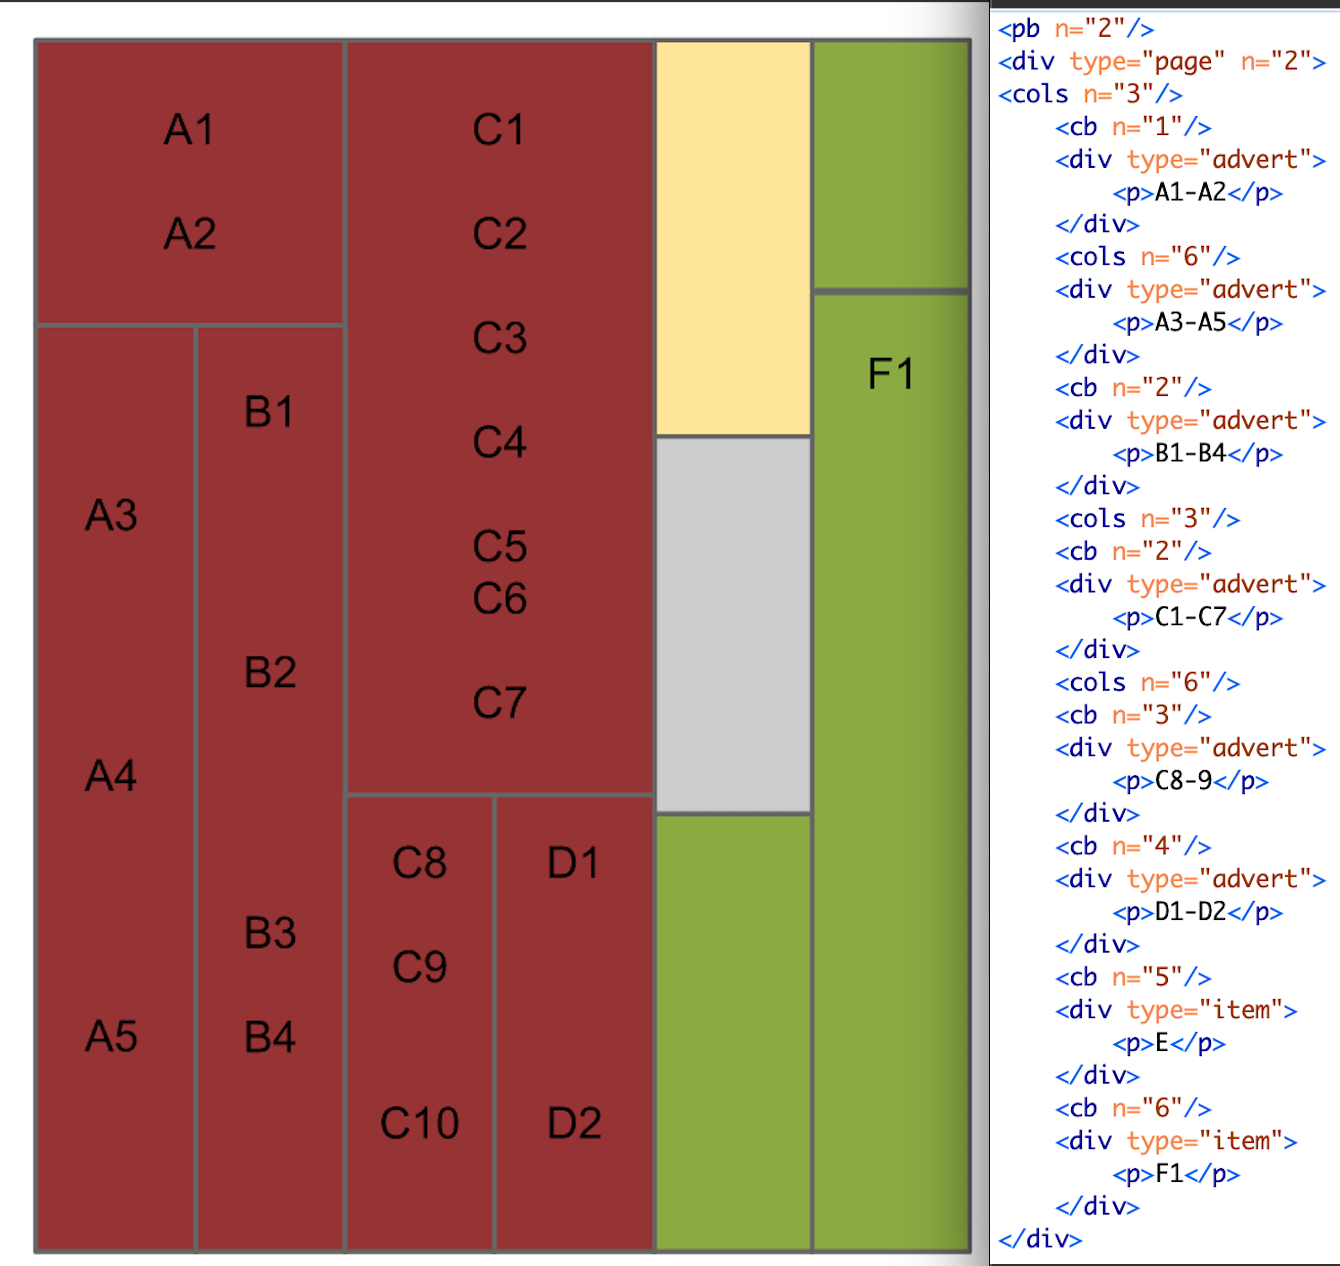 A1
A2
A3
A4
A5
B1
B2
B3
B4
C1
C2
C3
C4
C5
C6
C7
C8
C9
C10
D1
D2
F1
<pb n="2"/>
<div type="page" n="2">
<cols n="3"/>
<cb n="1"/>
<div type="advert">
<p>A1-A2</p>
</div>
<cols n="6"/>
<div type="advert">
<p>A3-A5</p>
</div>
<cb n="2"/>
<div type="advert">
<p>B1-B4</p>
</div>
<cols n="3"/>
<cb n="2"/>
<div type="advert">
<p>C1-C7</p>
</div>
<cols n="6"/>
<cb n="3"/>
<div type="advert">
<p>C8-9</p>
</div>
<cb n="4"/>
<div type="advert">
<p>D1-D2</p>
</div>
<cb n="5"/>
<div type="item">
<p>E</p>
</div>
<cb n="6"/>
<div type="item">
<p>F1</p>
</div>
</div>